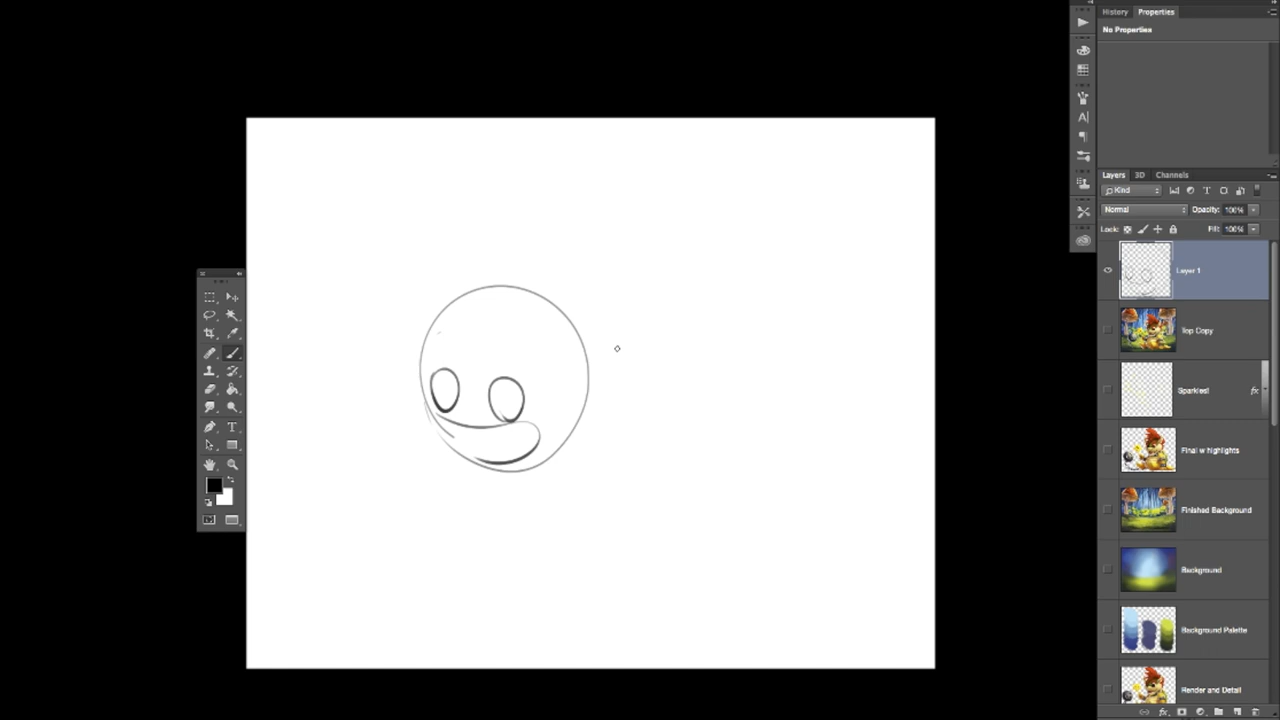 History Properties
No Properties
Layers 3D Channels
Kind
Normal Opacity: 100%
Lock: Fill: 100%
Layer 1
Top Copy
Sparkles!
fx
Final w highlights
Finished Background
Background
Background Palette
Render and Detail